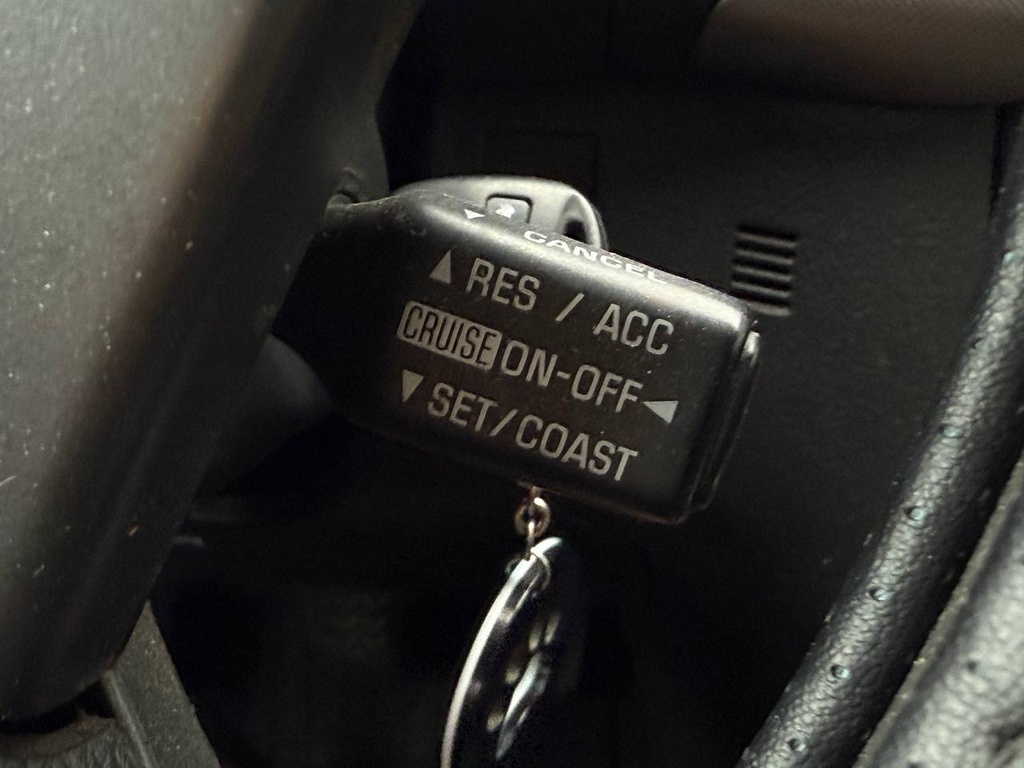 ▼ CANCEL
▲ RES / ACC
CRUISE ON-OFF ◀
▼ SET/COAST